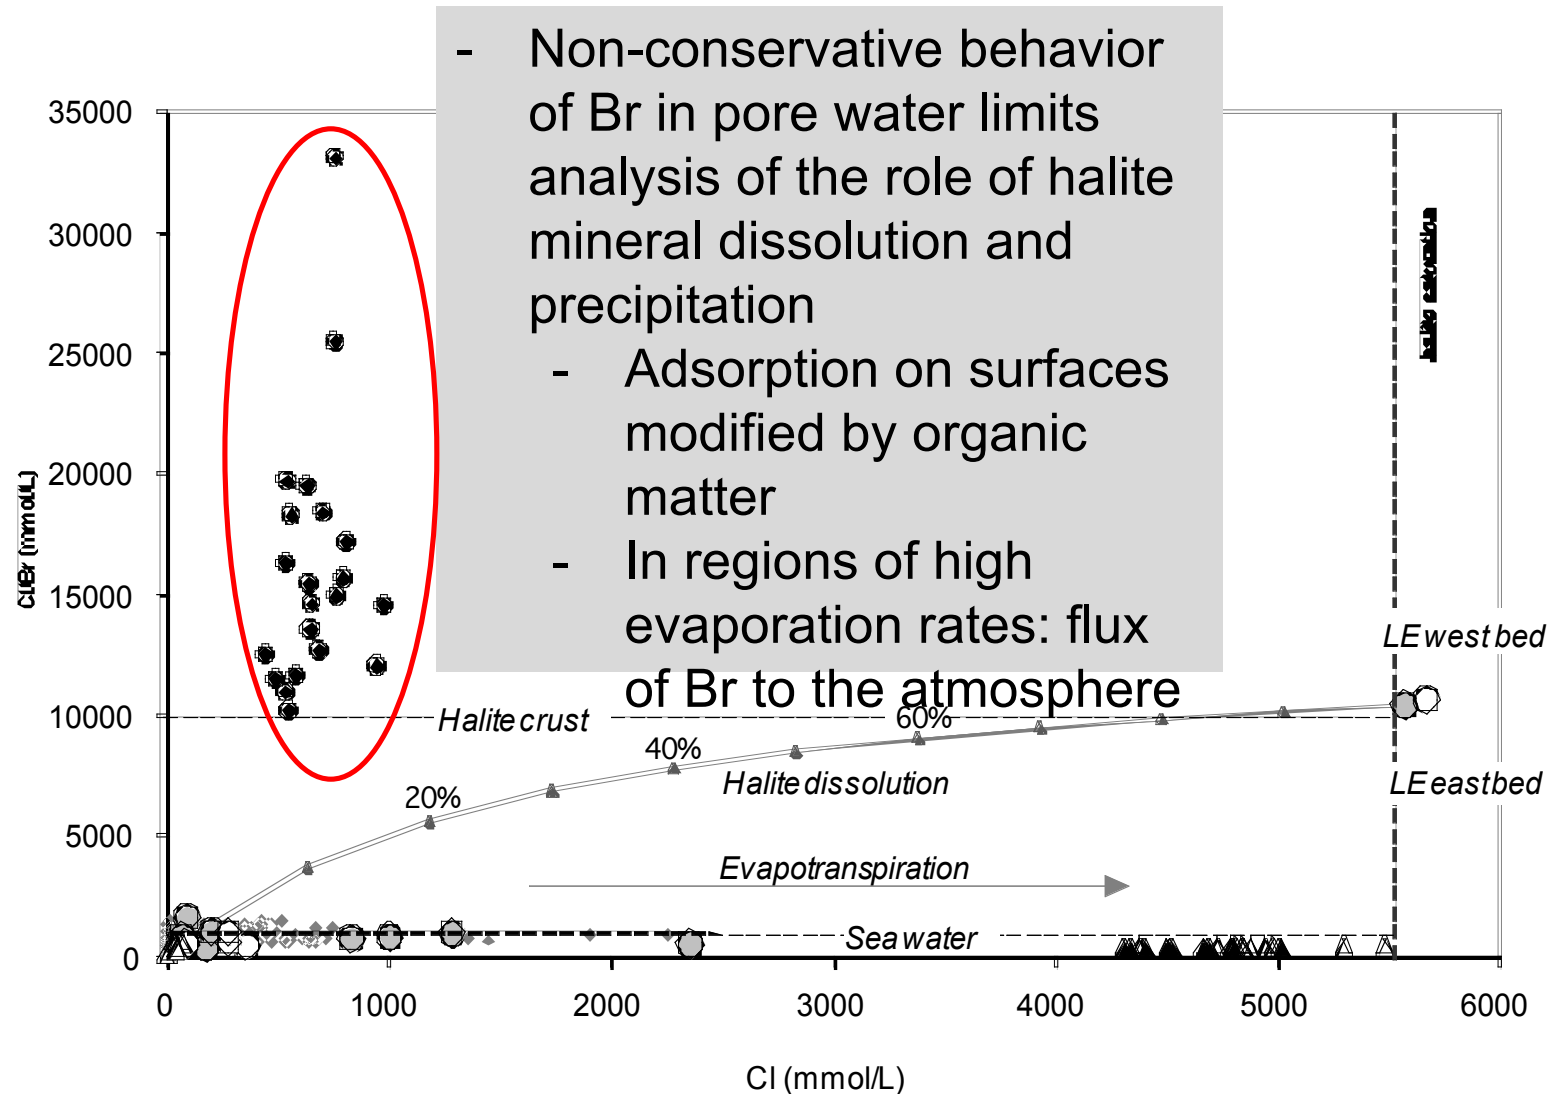 - Non-conservative behavior
of Br in pore water limits
analysis of the role of halite
mineral dissolution and
precipitation
- Adsorption on surfaces
modified by organic
matter
- In regions of high
evaporation rates: flux
of Br to the atmosphere
35000
30000
25000
20000
15000
10000
5000
0
Cl/Br (mmol/L)
LE west bed
Halite crust
60%
40%
Halite dissolution
LE east bed
20%
Evapotranspiration
Sea water
0 1000 2000 3000 4000 5000 6000
Cl (mmol/L)